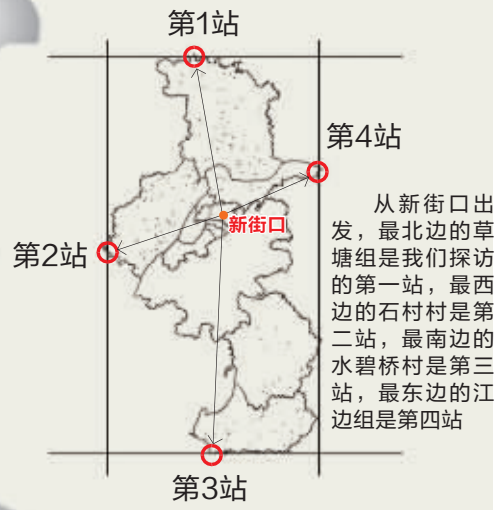 第1站
第4站
新街口
第2站
从新街口出
发，最北边的草
塘组是我们探访
的第一站，最西
边的石村村是第
二站，最南边的
水碧桥村是第三
站，最东边的江
边组是第四站
第3站